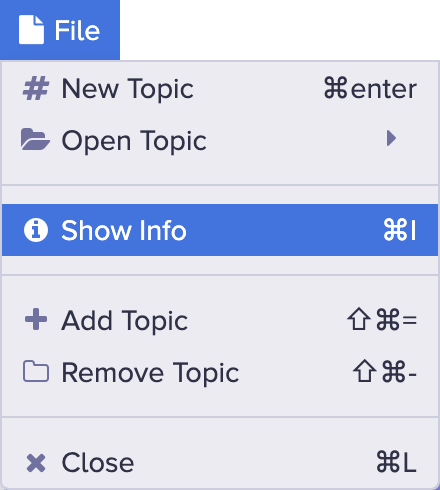 File
# New Topic ⌘enter
Open Topic
Show Info ⌘I
Add Topic ⇧⌘=
Remove Topic ⇧⌘-
Close ⌘L